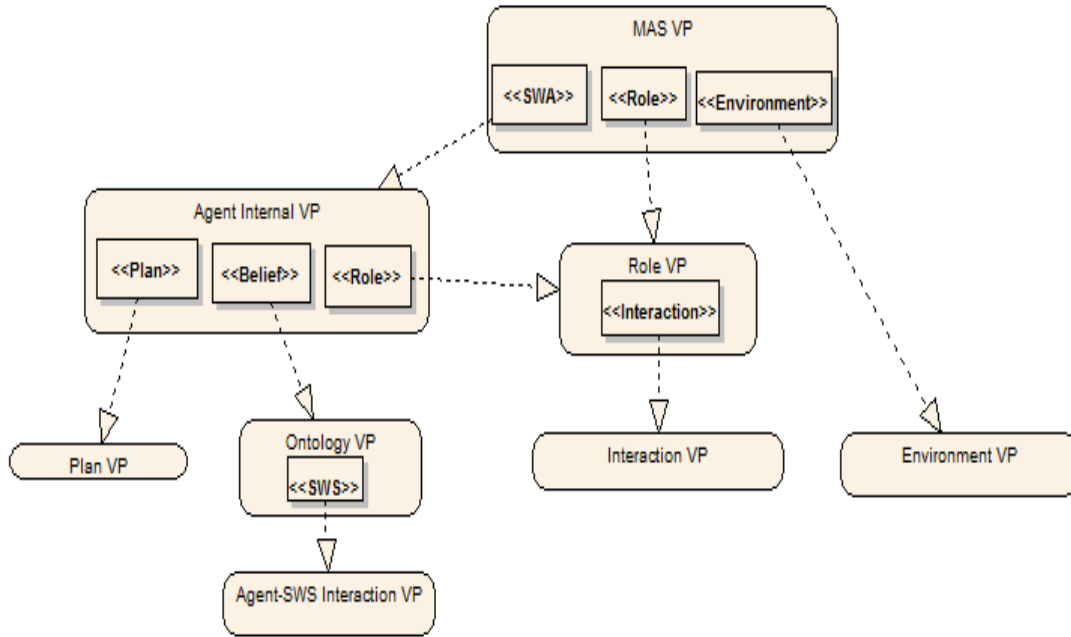 MAS VP
<<SWA>>
<<Role>>
<<Environment>>
Agent Internal VP
<<Plan>>
<<Belief>>
<<Role>>
Role VP
<<Interaction>>
Plan VP
Ontology VP
<<SWS>>
Interaction VP
Environment VP
Agent-SWS Interaction VP